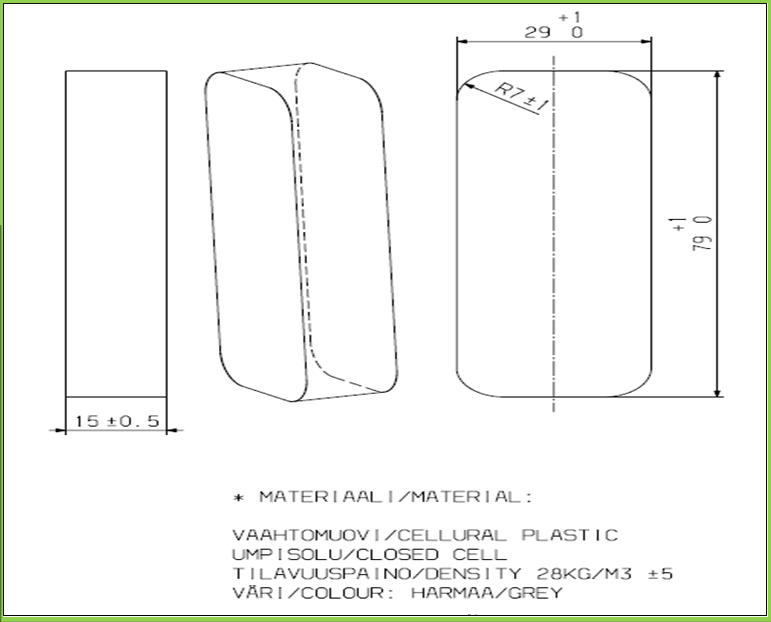 +1
29 0
R7±1
+1
79 0
15±0.5
* MATERIAALI/MATERIAL:
VAAHTOMUOVI/CELLURAL PLASTIC
UMPISOLU/CLOSED CELL
TILAVUUSPAINO/DENSITY 28KG/M3 ±5
VÄRI/COLOUR: HARMAA/GREY